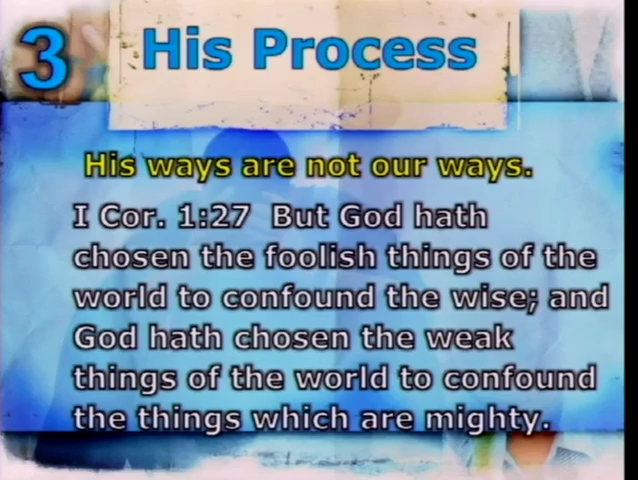 3 His Process
His ways are not our ways.
I Cor. 1:27 But God hath
chosen the foolish things of the
world to confound the wise; and
God hath chosen the weak
things of the world to confound
the things which are mighty.